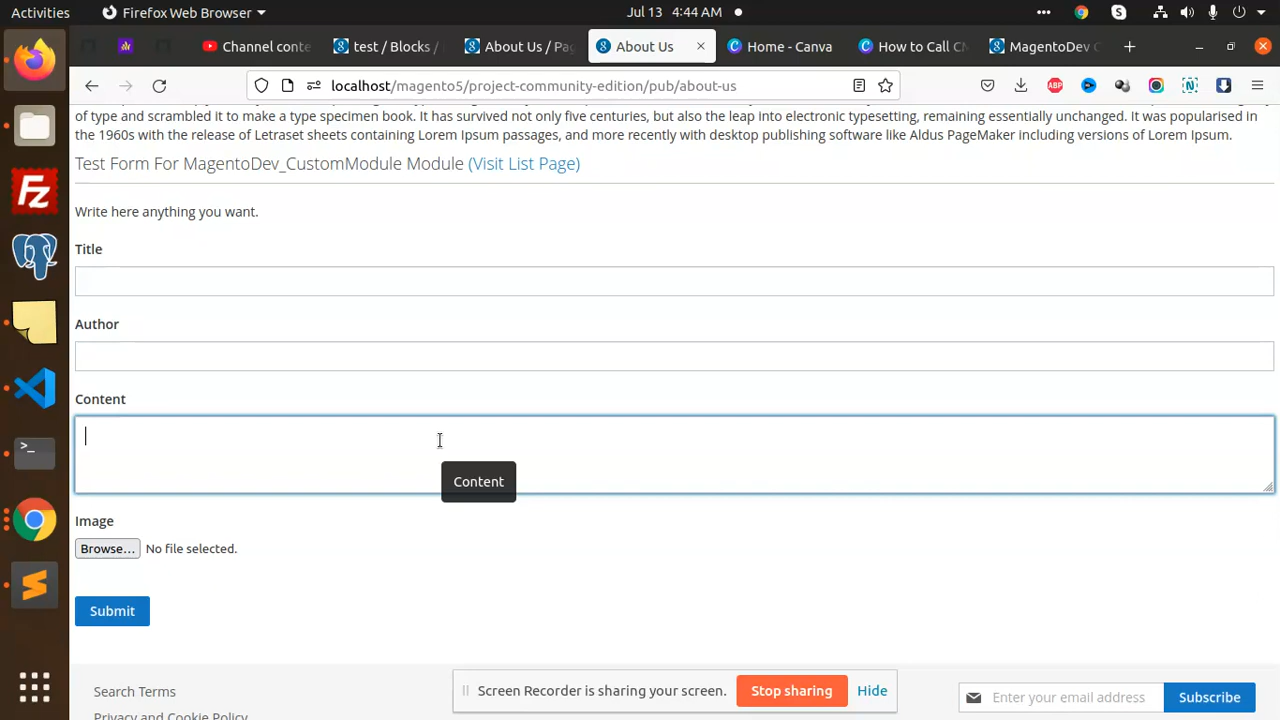 Activities
Firefox Web Browser
Jul 13 4:44 AM
Channel conte
test / Blocks /
About Us / Pag
About Us
Home - Canva
How to Call CM
MagentoDev C
localhost/magento5/project-community-edition/pub/about-us
of type and scrambled it to make a type specimen book. It has survived not only five centuries, but also the leap into electronic typesetting, remaining essentially unchanged. It was popularised in
the 1960s with the release of Letraset sheets containing Lorem Ipsum passages, and more recently with desktop publishing software like Aldus PageMaker including versions of Lorem Ipsum.
Test Form For MagentoDev_CustomModule Module (Visit List Page)
Write here anything you want.
Title
Author
Content
Content
Image
Browse... No file selected.
Submit
Search Terms
Privacy and Cookie Policy
Screen Recorder is sharing your screen.
Stop sharing
Hide
Enter your email address
Subscribe